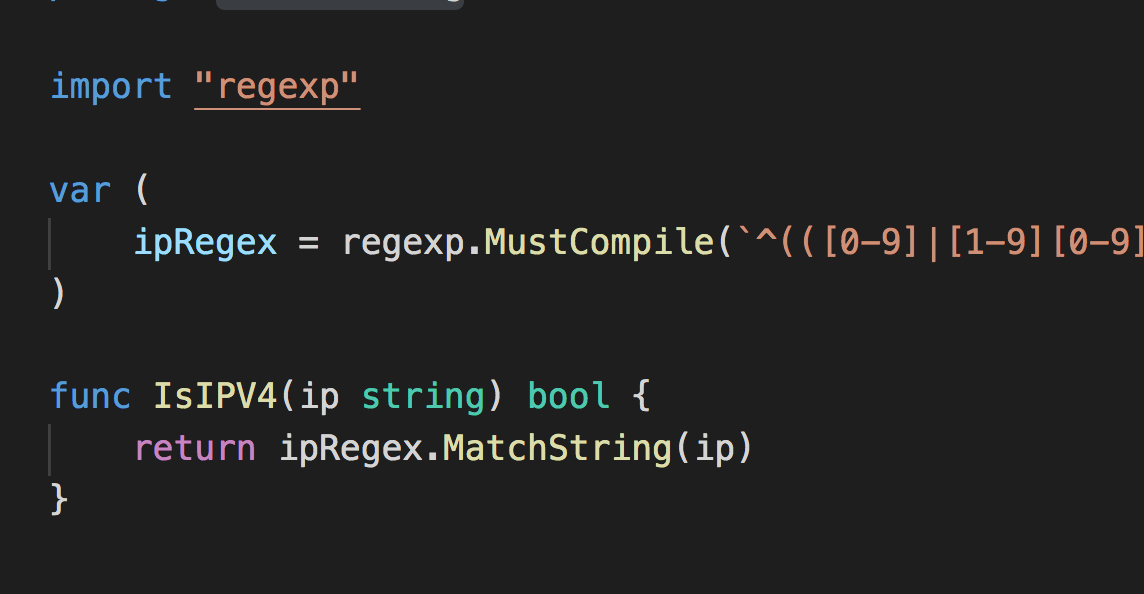 import "regexp"
var (
ipRegex = regexp.MustCompile(`^(([0-9]|[1-9][0-9]
)
func IsIPV4(ip string) bool {
return ipRegex.MatchString(ip)
}